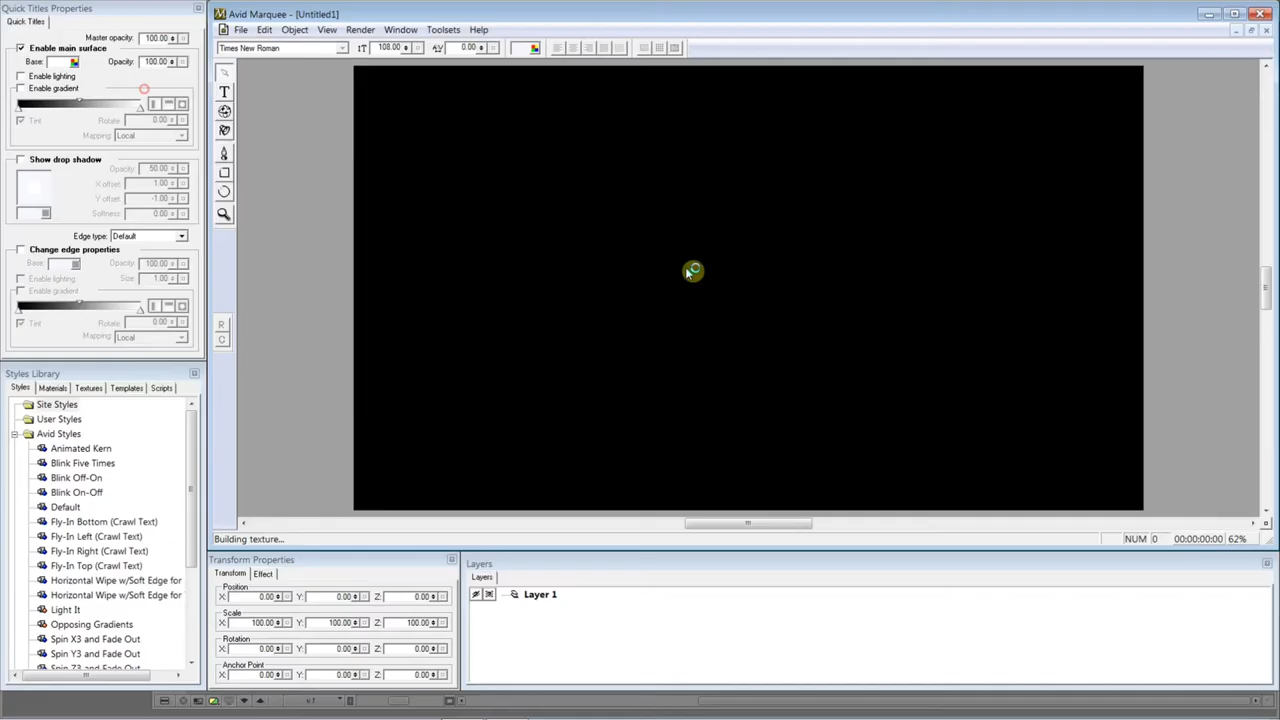 Quick Titles Properties
Quick Titles
Master opacity: 100.00
Enable main surface
Base: Opacity: 100.00
Enable lighting
Enable gradient
Tint Rotate 0.00
Mapping: Local
Show drop shadow
Opacity: 50.00
X offset: 1.00
Y offset: -1.00
Softness: 0.00
Edge type: Default
Change edge properties
Base: Opacity: 100.00
Enable lighting Size: 1.00
Enable gradient
Tint Rotate: 0.00
Mapping: Local
Styles Library
Styles Materials Textures Templates Scripts
Site Styles
User Styles
Avid Styles
Animated Kern
Blink Five Times
Blink Off-On
Blink On-Off
Default
Fly-In Bottom (Crawl Text)
Fly-In Left (Crawl Text)
Fly-In Right (Crawl Text)
Fly-In Top (Crawl Text)
Horizontal Wipe w/Soft Edge for
Horizontal Wipe w/Soft Edge for
Light It
Opposing Gradients
Spin X3 and Fade Out
Spin Y3 and Fade Out
Spin Z3 and Fade Out
Avid Marquee - [Untitled1]
File Edit Object View Render Window Toolsets Help
Times New Roman 108.00 AV 0.00
T
R
C
Building texture...
NUM 0 00:00:00:00 62%
Transform Properties
Transform Effect
Position
X: 0.00 Y: 0.00 Z: 0.00
Scale
X: 100.00 Y: 100.00 Z: 100.00
Rotation
X: 0.00 Y: 0.00 Z: 0.00
Anchor Point
X: 0.00 Y: 0.00 Z: 0.00
Layers
Layers
Layer 1